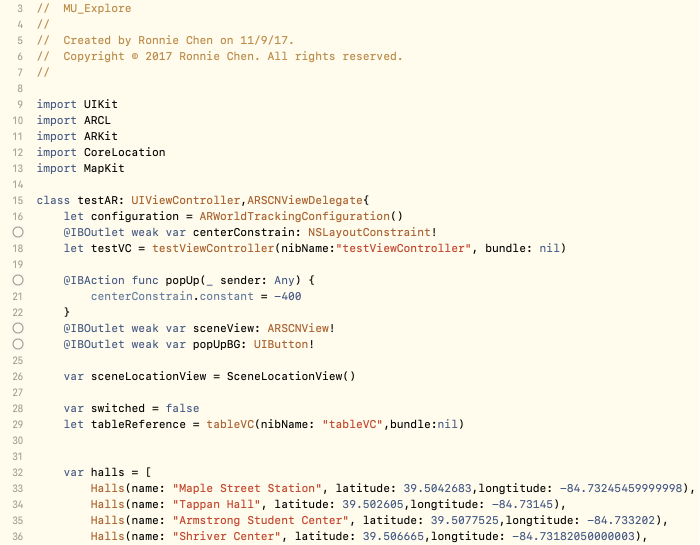 3 //  MU_Explore
4 //
5 //  Created by Ronnie Chen on 11/9/17.
6 //  Copyright © 2017 Ronnie Chen. All rights reserved.
7 //
8
9 import UIKit
10 import ARCL
11 import ARKit
12 import CoreLocation
13 import MapKit
14
15 class testAR: UIViewController,ARSCNViewDelegate{
16     let configuration = ARWorldTrackingConfiguration()
    @IBOutlet weak var centerConstrain: NSLayoutConstraint!
18     let testVC = testViewController(nibName:"testViewController", bundle: nil)
19
    @IBAction func popUp(_ sender: Any) {
21         centerConstrain.constant = -400
22     }
    @IBOutlet weak var sceneView: ARSCNView!
    @IBOutlet weak var popUpBG: UIButton!
25
26     var sceneLocationView = SceneLocationView()
27
28     var switched = false
29     let tableReference = tableVC(nibName: "tableVC",bundle:nil)
30
31
32     var halls = [
33         Halls(name: "Maple Street Station", latitude: 39.5042683,longtitude: -84.73245459999998),
34         Halls(name: "Tappan Hall", latitude: 39.502605,longtitude: -84.73145),
35         Halls(name: "Armstrong Student Center", latitude: 39.5077525,longtitude: -84.733202),
36         Halls(name: "Shriver Center", latitude: 39.506665,longtitude: -84.73182050000003),